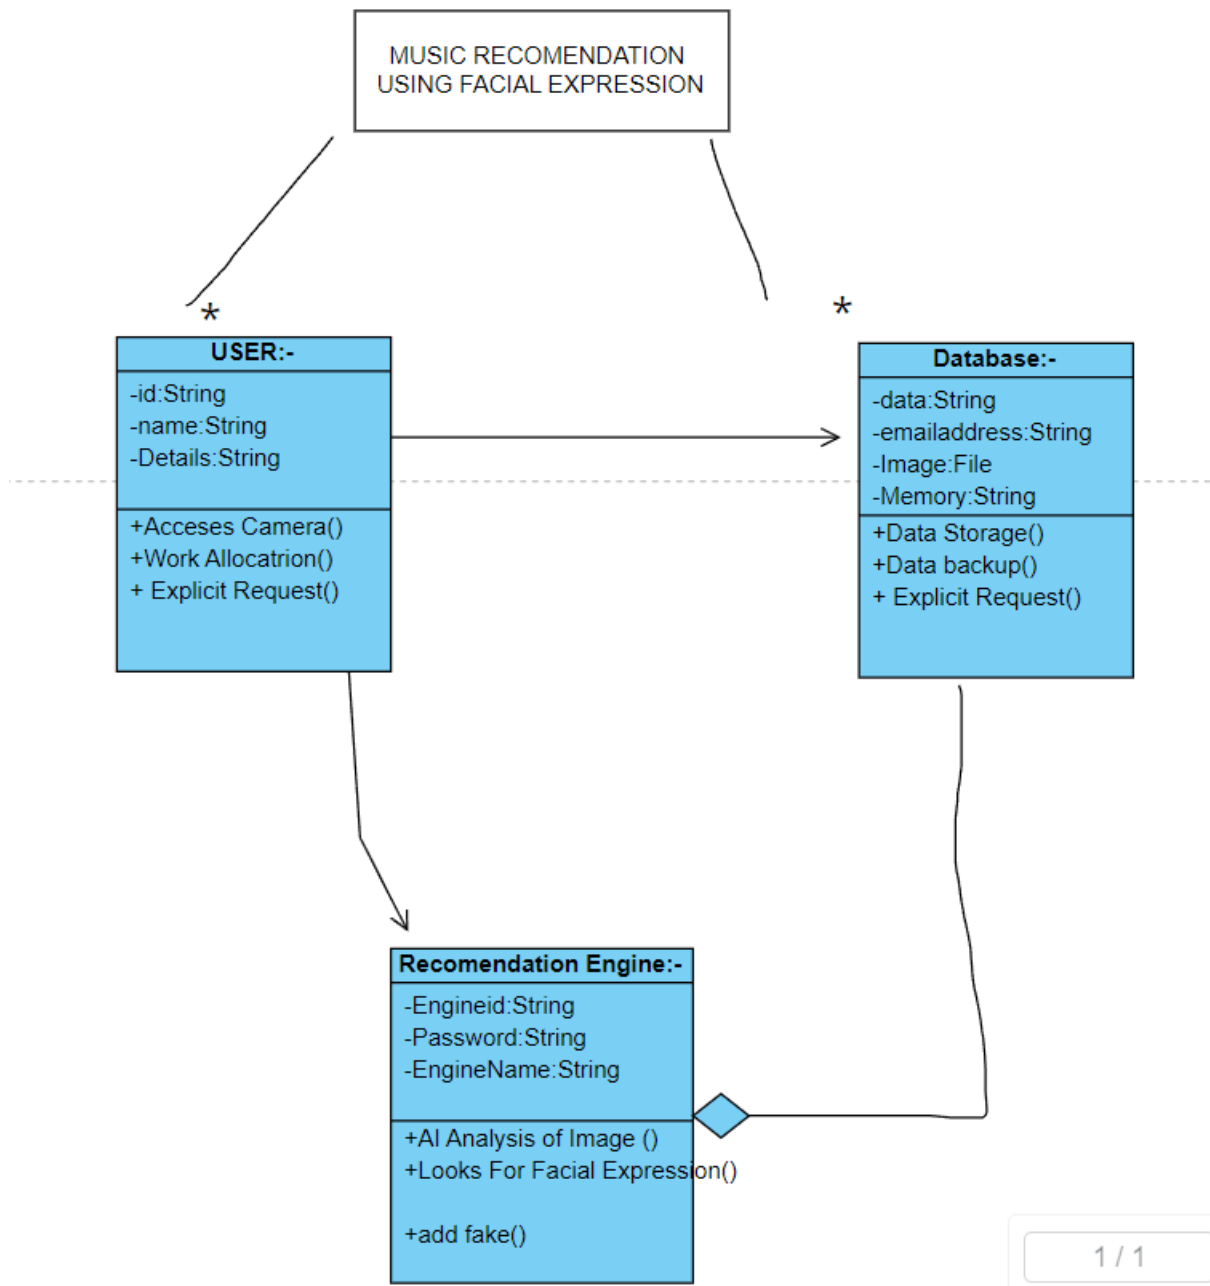 MUSIC RECOMENDATION
USING FACIAL EXPRESSION
*
*
USER:-
-id:String
-name:String
-Details:String
+Acceses Camera()
+Work Allocatrion()
+ Explicit Request()
Database:-
-data:String
-emailaddress:String
-Image:File
-Memory:String
+Data Storage()
+Data backup()
+ Explicit Request()
Recomendation Engine:-
-Engineid:String
-Password:String
-EngineName:String
+AI Analysis of Image ()
+Looks For Facial Expression()
+add fake()
1 / 1